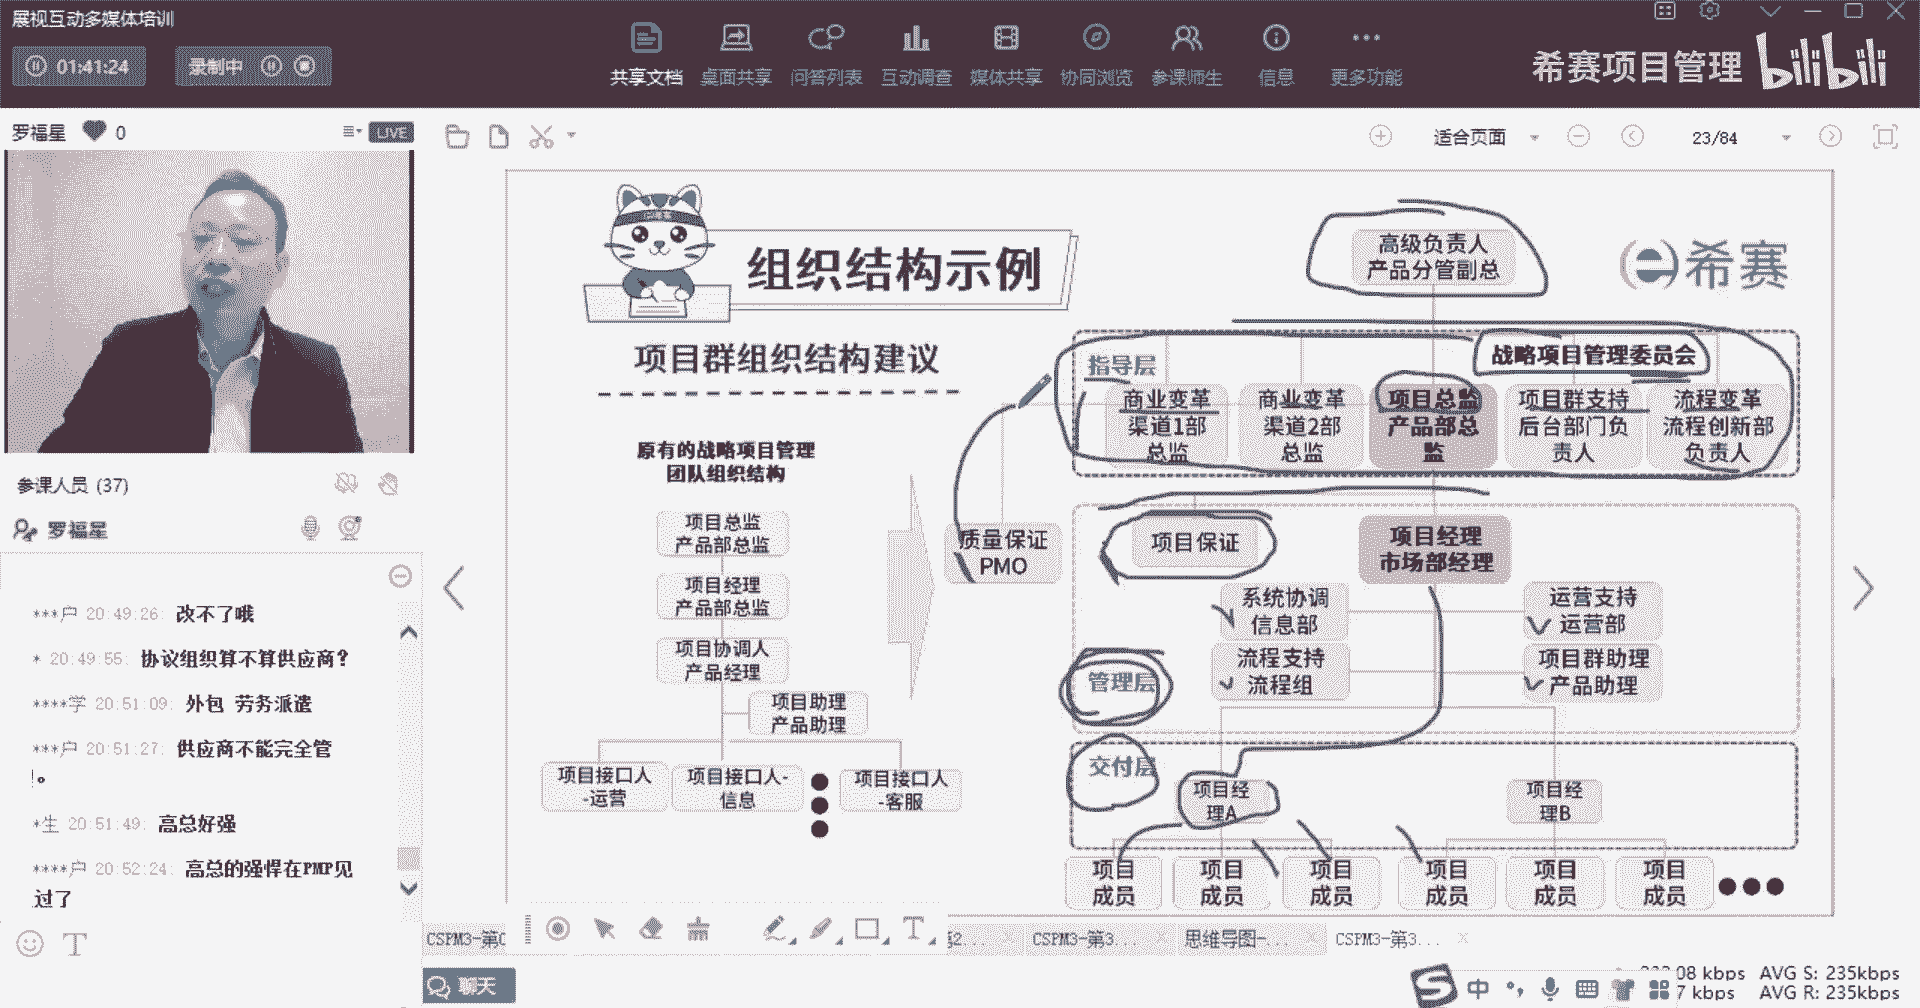 展视互动多媒体培训
01:41:24
录制中
共享文档
桌面共享
问答列表
互动调查
媒体共享
协同浏览
参课师生
信息
更多功能
希赛项目管理
bilibili
罗福星 0
LIVE
适合页面
23/84
参课人员 (37)
罗福星
***户 20:49:26: 改不了哦
* 20:49:55: 协议组织算不算供应商?
****学 20:51:09: 外包 劳务派遣
***户 20:51:27: 供应商不能完全管
。
*生 20:51:49: 高总好强
****户 20:52:24: 高总的强悍在PMP见
过了
T
组织结构示例
希赛
项目群组织结构建议
原有的战略项目管理
团队组织结构
项目总监
产品部总监
项目经理
产品部总监
项目协调人
产品经理
项目助理
产品助理
项目接口人
-运营
项目接口人-
信息
项目接口人
-客服
高级负责人
产品分管副总
指导层
战略项目管理委员会
商业变革
渠道1部
总监
商业变革
渠道2部
总监
项目总监
产品部总
监
项目群支持
后台部门负
责人
流程变革
流程创新部
负责人
质量保证
PMO
项目保证
项目经理
市场部经理
系统协调
信息部
运营支持
运营部
流程支持
流程组
项目群助理
产品助理
管理层
交付层
项目经
理A
项目经
理B
项目
成员
项目
成员
项目
成员
项目
成员
项目
成员
项目
成员
T
CSPM3-第
2...
CSPM3-第3...
思维导图-...
CSPM3-第3...
聊天
中
08 kbps AVG S: 235kbps
7 kbps AVG R: 235kbps